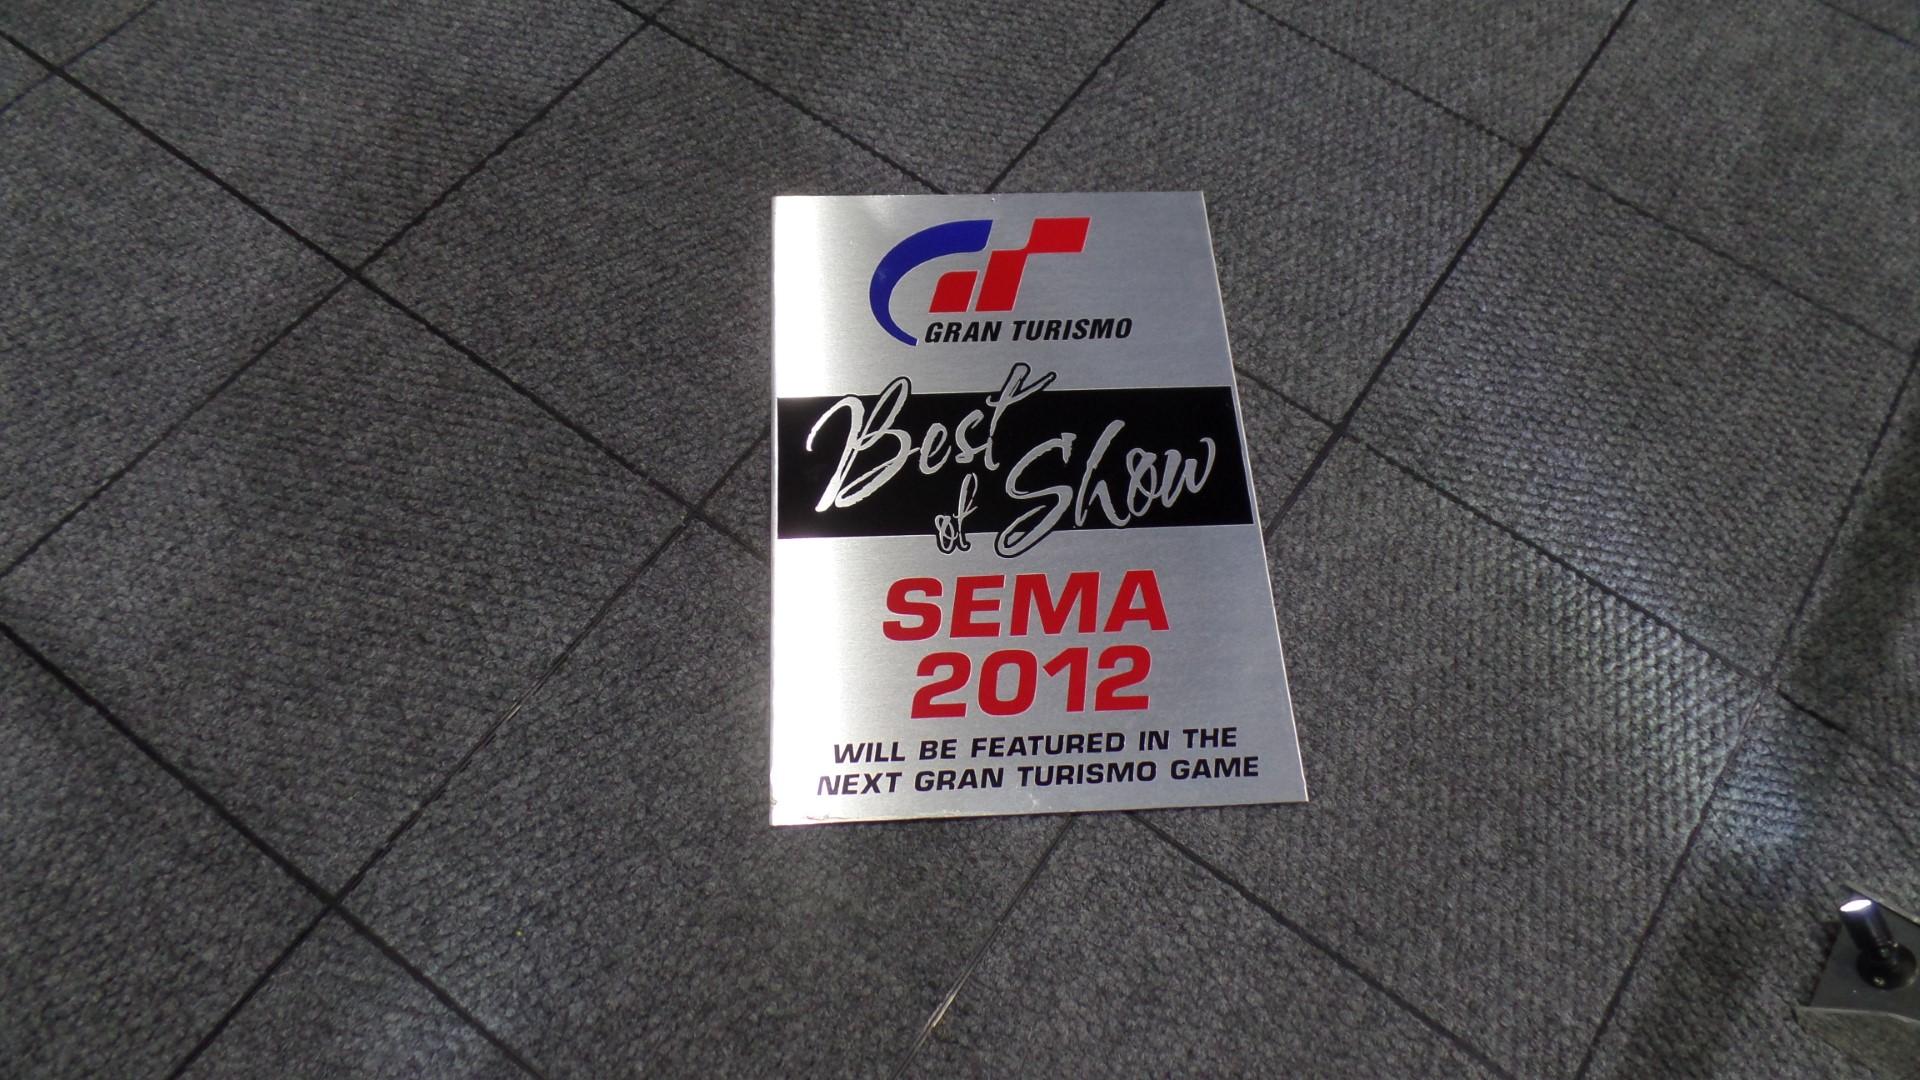 GRAN TURISMO
Best
of Show
SEMA
2012
WILL BE FEATURED IN THE
NEXT GRAN TURISMO GAME